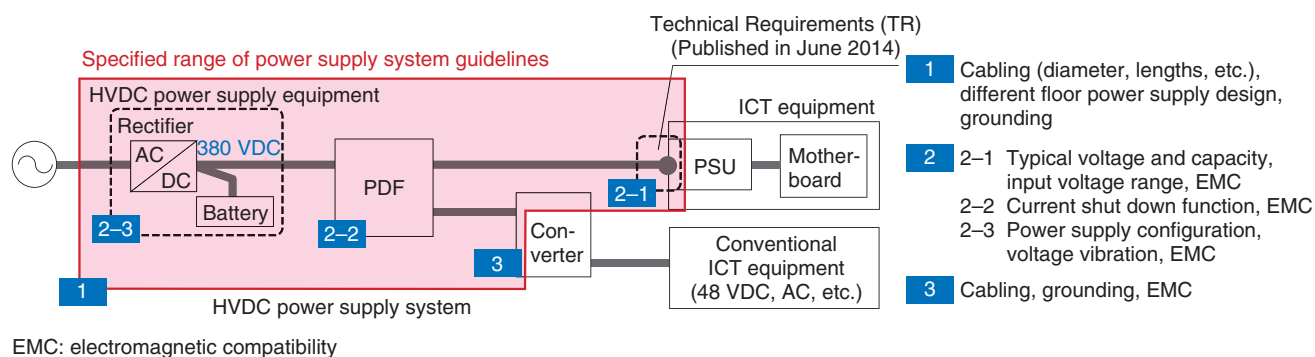 Technical Requirements (TR)
(Published in June 2014)
Specified range of power supply system guidelines
HVDC power supply equipment
ICT equipment
Rectifier
380 VDC
AC
DC
Battery
2–3
PDF
2–2
2–1
PSU
Mother-
board
Con-
verter
3
Conventional
ICT equipment
(48 VDC, AC, etc.)
1
HVDC power supply system
1 Cabling (diameter, lengths, etc.),
different floor power supply design,
grounding
2 2–1 Typical voltage and capacity,
input voltage range, EMC
2–2 Current shut down function, EMC
2–3 Power supply configuration,
voltage vibration, EMC
3 Cabling, grounding, EMC
EMC: electromagnetic compatibility